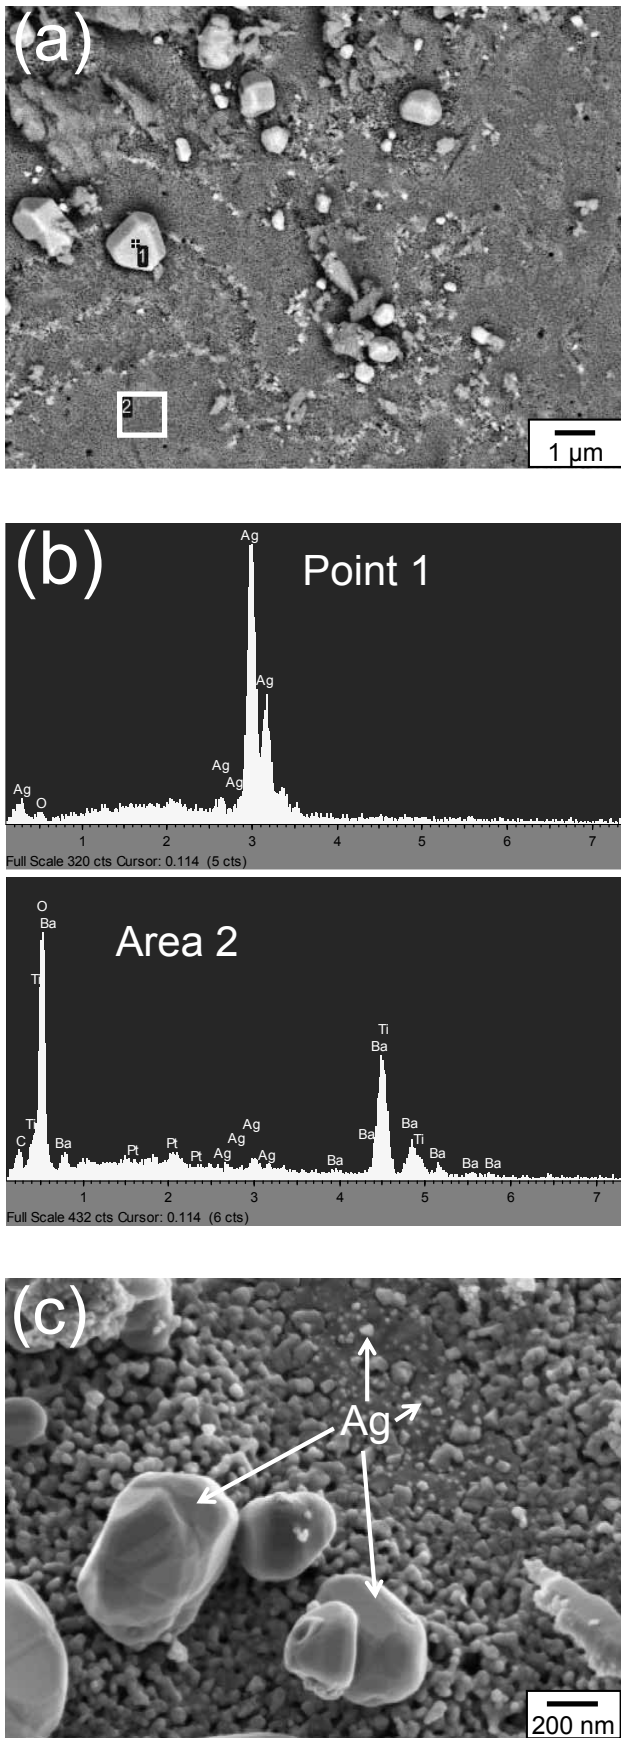 (a)
1
2
1 µm
(b)
Point 1
Ag
Ag
Ag
Ag
Ag
O
1 2 3 4 5 6 7
Full Scale 320 cts Cursor: 0.114 (5 cts)
Area 2
O
Ba
Ti
Ti
C
Ba
Pt
Pt
Pt
Ag
Ag
Ag
Ag
Ba
Ba
Ti
Ba
Ba
Ti
Ba
Ba
Ba
1 2 3 4 5 6 7
Full Scale 432 cts Cursor: 0.114 (6 cts)
(c)
Ag
200 nm